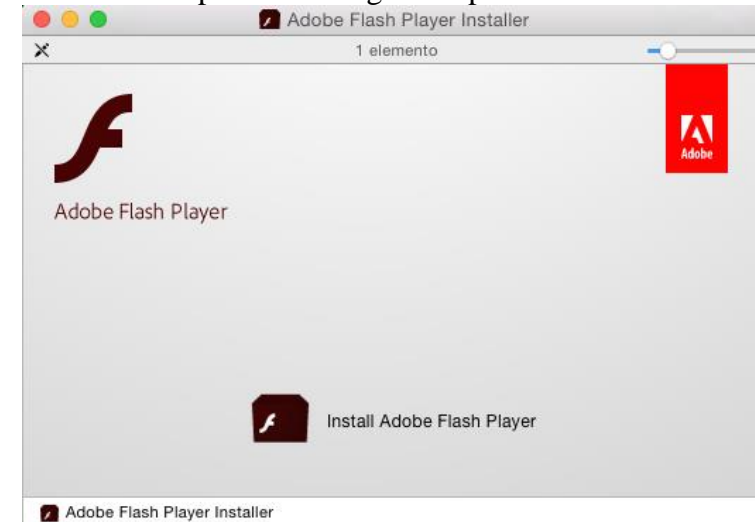 Adobe Flash Player Installer
1 elemento
Adobe
Adobe Flash Player
Install Adobe Flash Player
Adobe Flash Player Installer